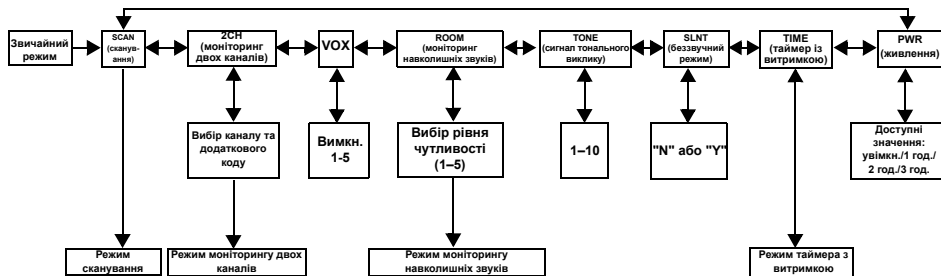 Звичайний
режим
SCAN
(сканув-
ання)
2CH
(моніторинг
двох каналів)
VOX
ROOM
(моніторинг
навколишніх звуків)
TONE
(сигнал тонального
виклику)
SLNT
(беззвучний
режим)
TIME
(таймер із
витримкою)
PWR
(живлення)
Вибір каналу та
додаткового
коду
Вимкн.
1-5
Вибір рівня
чутливості
(1–5)
1–10
"N" або "Y"
Доступні
значення:
увімкн./1 год./
2 год./3 год.
Режим
сканування
Режим моніторингу двох
каналів
Режим моніторингу
навколишніх звуків
Режим таймера з
витримкою